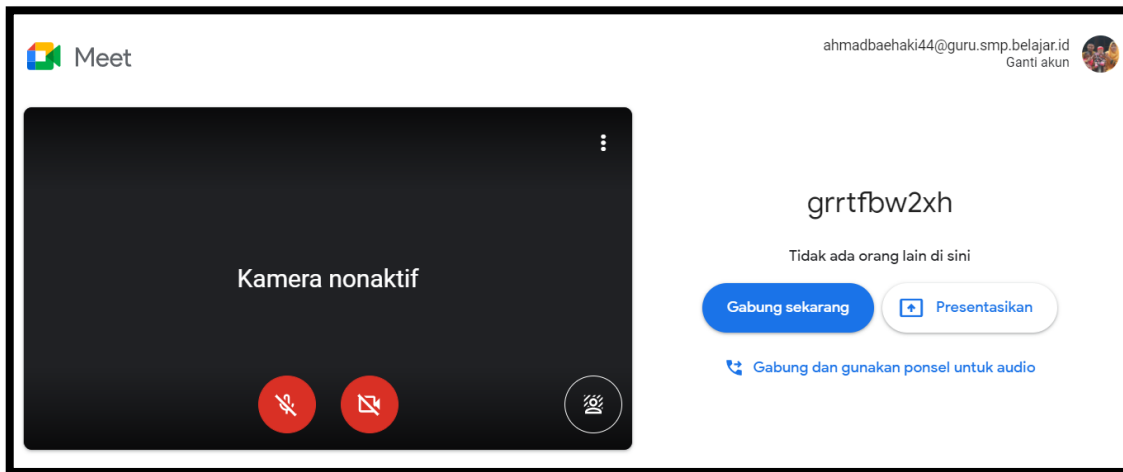 Meet
ahmadbaehaki44@guru.smp.belajar.id
Ganti akun
Kamera nonaktif
grrtfbw2xh
Tidak ada orang lain di sini
Gabung sekarang
Presentasikan
Gabung dan gunakan ponsel untuk audio